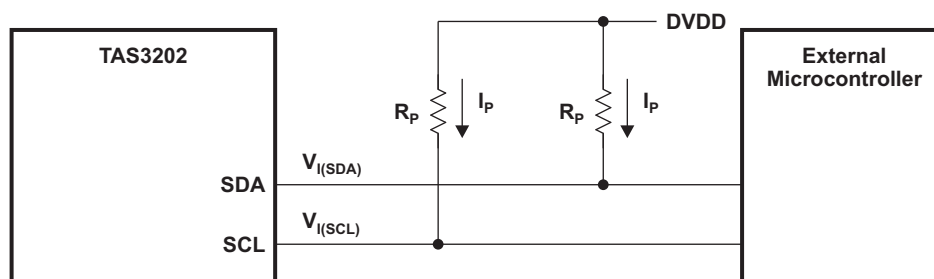 DVDD
TAS3202
External
Microcontroller
R_P
I_P
R_P
I_P
V_I(SDA)
SDA
V_I(SCL)
SCL